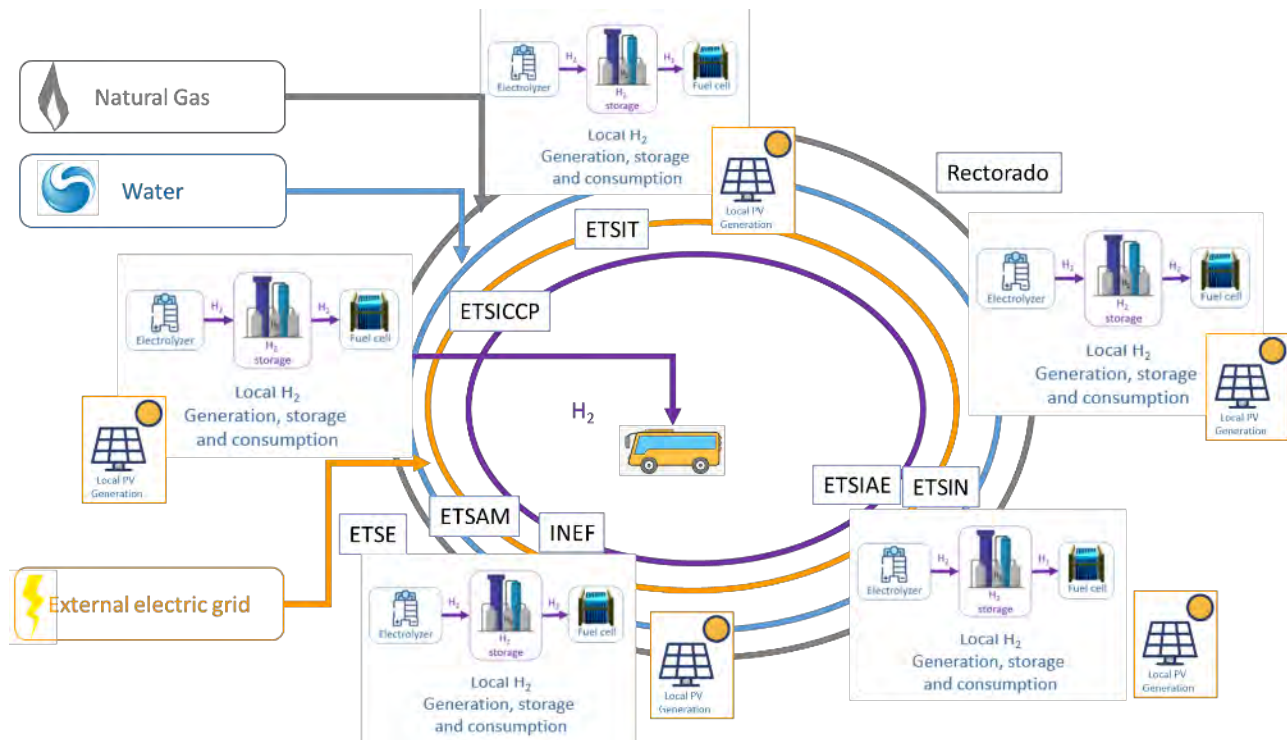 Natural Gas
Water
External electric grid
H2
Electrolyzer
H2
H2
H2
storage
Fuel cell
Local H2
Generation, storage
and consumption
Local PV
Generation
Rectorado
ETSIT
ETSICCP
H2
H2
Electrolyzer
H2
storage
Fuel cell
Local H2
Generation, storage
and consumption
Local PV
Generation
H2
H2
Electrolyzer
H2
storage
Fuel cell
Local H2
Generation, storage
and consumption
Local PV
Generation
H2
ETSIAE
ETSIN
ETSAM
INEF
ETSE
H2
H2
Electrolyzer
H2
storage
Fuel cell
Local H2
Generation, storage
and consumption
Local PV
Generation
H2
H2
Electrolyzer
H2
storage
Fuel cell
Local H2
Generation, storage
and consumption
Local PV
Generation